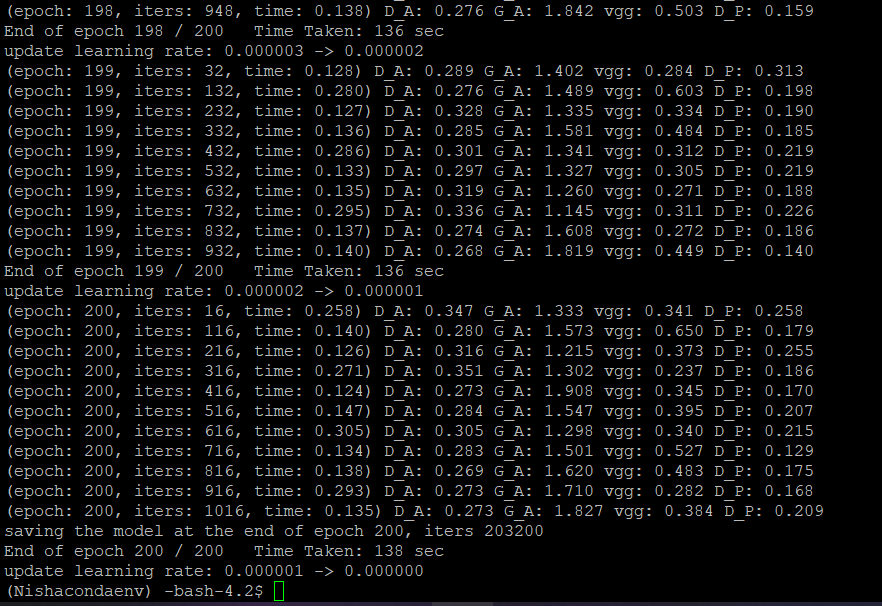 (epoch: 198, iters: 948, time: 0.138) D_A: 0.276 G_A: 1.842 vgg: 0.503 D_P: 0.159
End of epoch 198 / 200   Time Taken: 136 sec
update learning rate: 0.000003 -> 0.000002
(epoch: 199, iters: 32, time: 0.128) D_A: 0.289 G_A: 1.402 vgg: 0.284 D_P: 0.313
(epoch: 199, iters: 132, time: 0.280) D_A: 0.276 G_A: 1.489 vgg: 0.603 D_P: 0.198
(epoch: 199, iters: 232, time: 0.127) D_A: 0.328 G_A: 1.335 vgg: 0.334 D_P: 0.190
(epoch: 199, iters: 332, time: 0.136) D_A: 0.285 G_A: 1.581 vgg: 0.484 D_P: 0.185
(epoch: 199, iters: 432, time: 0.286) D_A: 0.301 G_A: 1.341 vgg: 0.312 D_P: 0.219
(epoch: 199, iters: 532, time: 0.133) D_A: 0.297 G_A: 1.327 vgg: 0.305 D_P: 0.219
(epoch: 199, iters: 632, time: 0.135) D_A: 0.319 G_A: 1.260 vgg: 0.271 D_P: 0.188
(epoch: 199, iters: 732, time: 0.295) D_A: 0.336 G_A: 1.145 vgg: 0.311 D_P: 0.226
(epoch: 199, iters: 832, time: 0.137) D_A: 0.274 G_A: 1.608 vgg: 0.272 D_P: 0.186
(epoch: 199, iters: 932, time: 0.140) D_A: 0.268 G_A: 1.819 vgg: 0.449 D_P: 0.140
End of epoch 199 / 200   Time Taken: 136 sec
update learning rate: 0.000002 -> 0.000001
(epoch: 200, iters: 16, time: 0.258) D_A: 0.347 G_A: 1.333 vgg: 0.341 D_P: 0.258
(epoch: 200, iters: 116, time: 0.140) D_A: 0.280 G_A: 1.573 vgg: 0.650 D_P: 0.179
(epoch: 200, iters: 216, time: 0.126) D_A: 0.316 G_A: 1.215 vgg: 0.373 D_P: 0.255
(epoch: 200, iters: 316, time: 0.271) D_A: 0.351 G_A: 1.302 vgg: 0.237 D_P: 0.186
(epoch: 200, iters: 416, time: 0.124) D_A: 0.273 G_A: 1.908 vgg: 0.345 D_P: 0.170
(epoch: 200, iters: 516, time: 0.147) D_A: 0.284 G_A: 1.547 vgg: 0.395 D_P: 0.207
(epoch: 200, iters: 616, time: 0.305) D_A: 0.305 G_A: 1.298 vgg: 0.340 D_P: 0.215
(epoch: 200, iters: 716, time: 0.134) D_A: 0.283 G_A: 1.501 vgg: 0.527 D_P: 0.129
(epoch: 200, iters: 816, time: 0.138) D_A: 0.269 G_A: 1.620 vgg: 0.483 D_P: 0.175
(epoch: 200, iters: 916, time: 0.293) D_A: 0.273 G_A: 1.710 vgg: 0.282 D_P: 0.168
(epoch: 200, iters: 1016, time: 0.135) D_A: 0.273 G_A: 1.827 vgg: 0.384 D_P: 0.209
saving the model at the end of epoch 200, iters 203200
End of epoch 200 / 200   Time Taken: 138 sec
update learning rate: 0.000001 -> 0.000000
(Nishacondaenv) -bash-4.2$